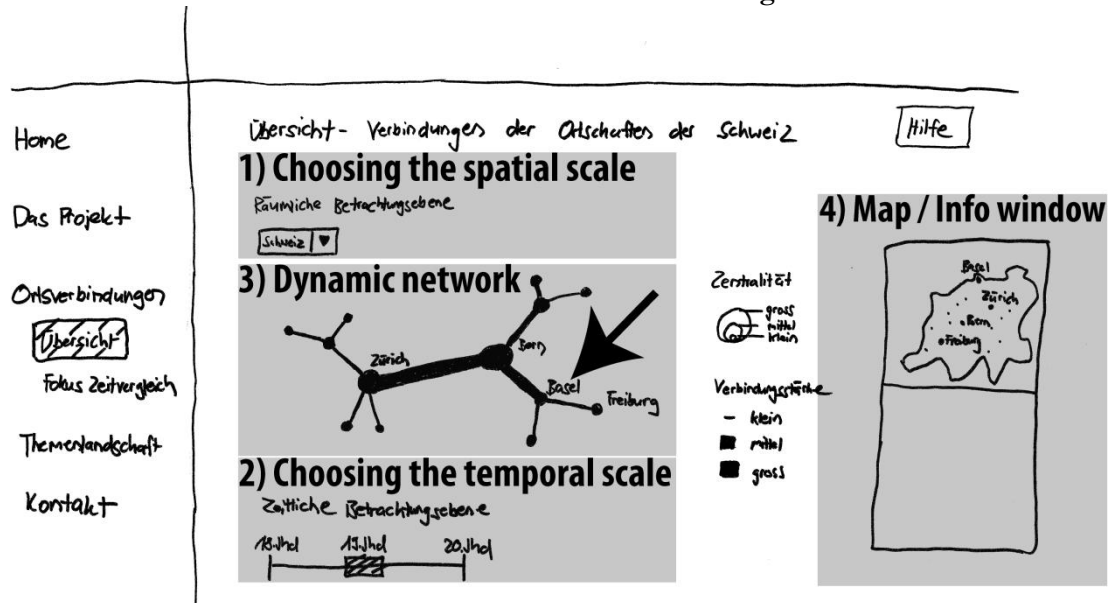 Home
Das Projekt
Ortsverbindungen
Übersicht
Fokus Zeitvergleich
Themenlandschaft
Kontakt
Übersicht - Verbindungen der Ortschaften der Schweiz
Hilfe
1) Choosing the spatial scale
Räumliche Betrachtungsebene
Schweiz
3) Dynamic network
Zürich
Bern
Basel
Freiburg
2) Choosing the temporal scale
Zeitliche Betrachtungsebene
18.Jhd 19.Jhd 20.Jhd
Zentralität
gross
mittel
klein
Verbindungsstärke
klein
mittel
gross
4) Map / Info window
Basel
Zürich
Bern
Freiburg